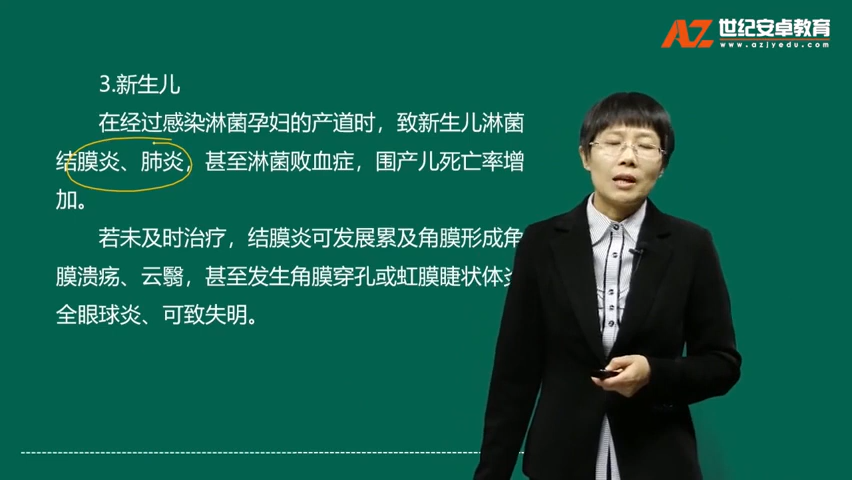 AZ 世纪安卓教育
www.azjyedu.com
3.新生儿
在经过感染淋菌孕妇的产道时，致新生儿淋菌
结膜炎、肺炎，甚至淋菌败血症，围产儿死亡率增
加。
若未及时治疗，结膜炎可发展累及角膜形成角
膜溃疡、云翳，甚至发生角膜穿孔或虹膜睫状体炎
全眼球炎、可致失明。